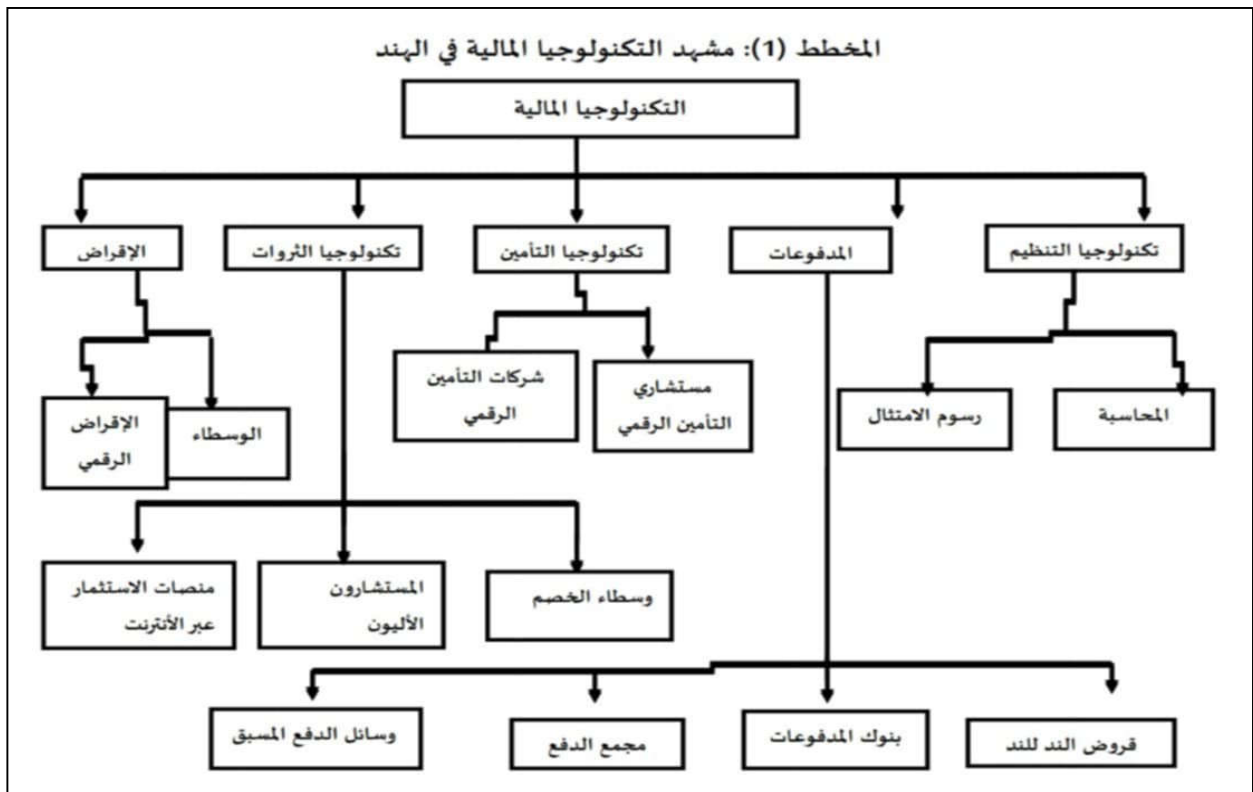 المخطط (1): مشهد التكنولوجيا المالية في الهند
التكنولوجيا المالية
تكنولوجيا التنظيم
المدفوعات
تكنولوجيا التأمين
تكنولوجيا الثروات
الإقراض
المحاسبة
رسوم الامتثال
مستشاري
التأمين الرقمي
شركات التأمين
الرقمي
الوسطاء
الإقراض
الرقمي
وسطاء الخصم
المستشارون
الأليون
منصات الاستثمار
عبر الأنترنت
قروض الند للند
بنوك المدفوعات
مجمع الدفع
وسائل الدفع المسبق